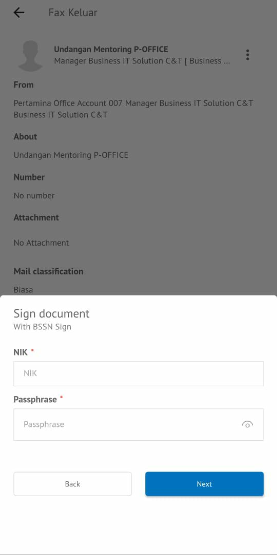 Fax Keluar
Undangan Mentoring P-OFFICE
Manager Business IT Solution C&T | Business ...
From
Pertamina Office Account 007 Manager Business IT Solution C&T
Business IT Solution C&T
About
Undangan Mentoring P-OFFICE
Number
No number
Attachment
No Attachment
Mail classification
Biasa
Sign document
With BSSN Sign
NIK *
NIK
Passphrase *
Passphrase
Back
Next